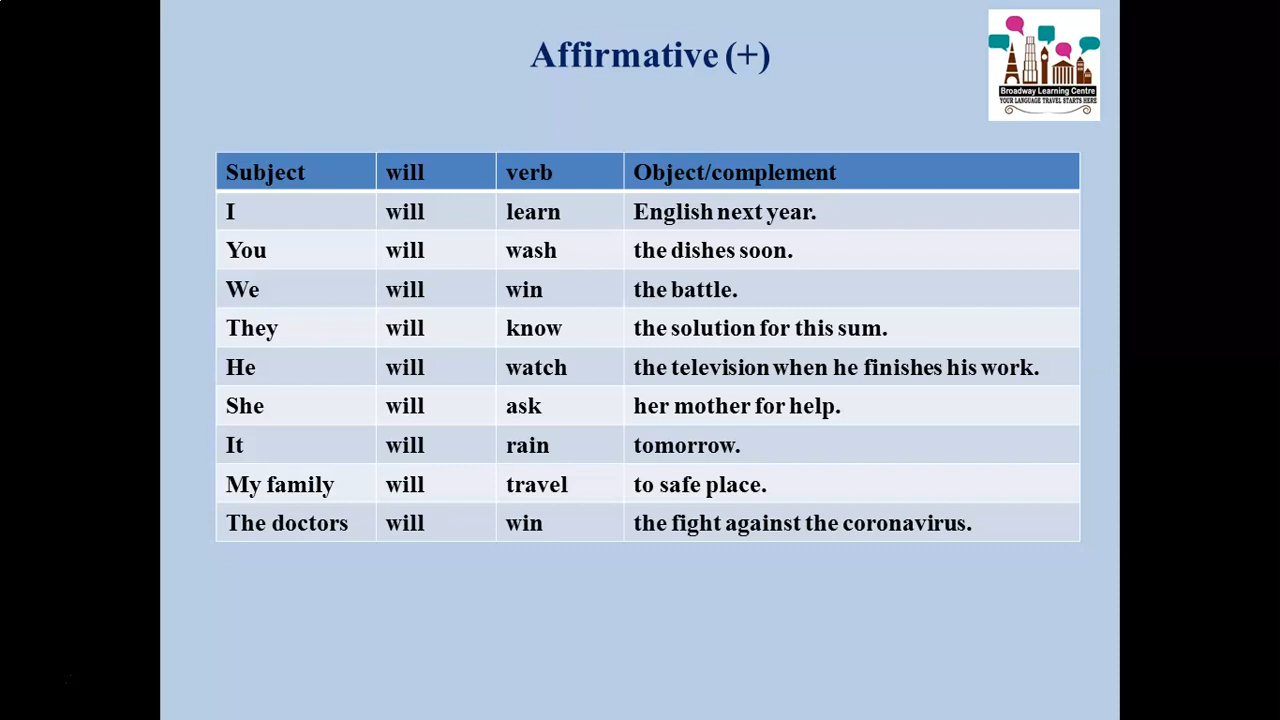 Affirmative (+)
Broadway Learning Centre
YOUR LANGUAGE TRAVEL STARTS HERE
Subject will verb Object/complement
I will learn English next year.
You will wash the dishes soon.
We will win the battle.
They will know the solution for this sum.
He will watch the television when he finishes his work.
She will ask her mother for help.
It will rain tomorrow.
My family will travel to safe place.
The doctors will win the fight against the coronavirus.